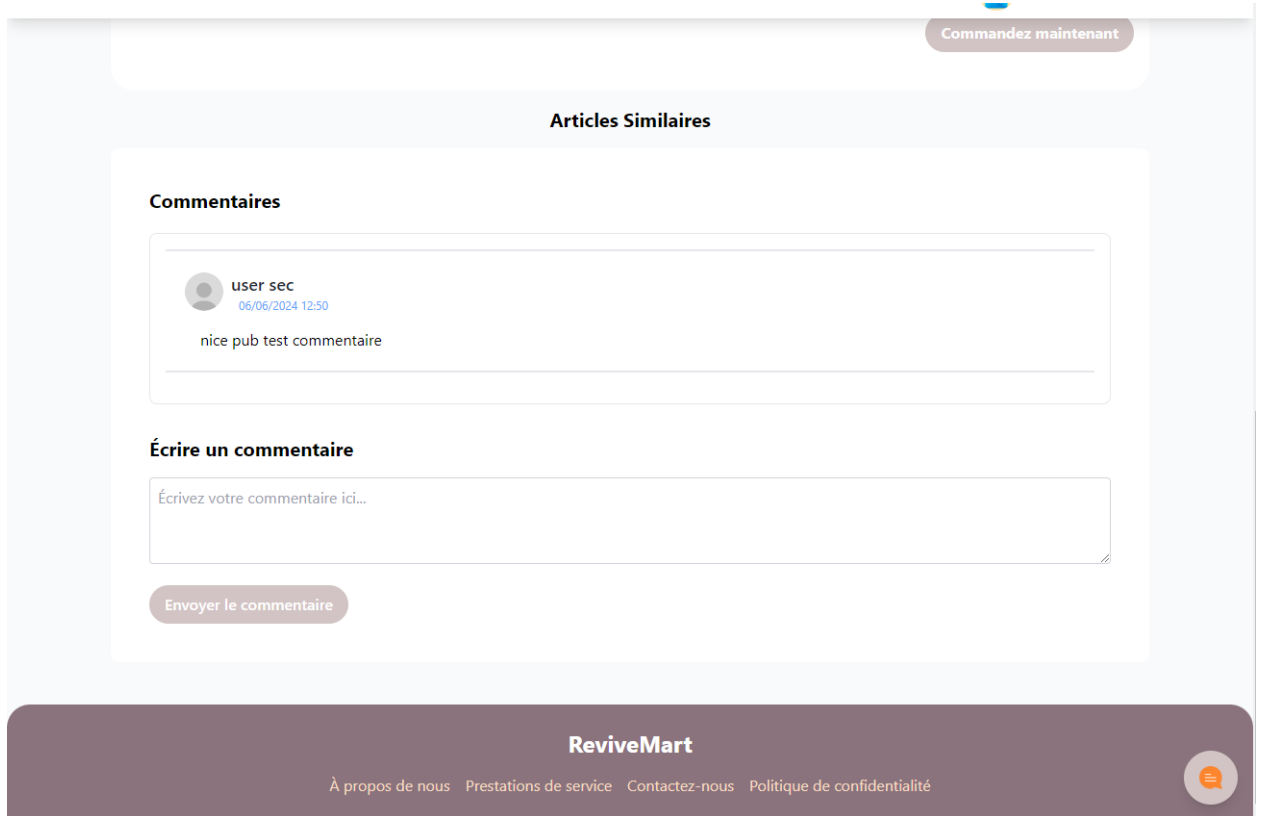 Commandez maintenant
Articles Similaires
Commentaires
user sec
06/06/2024 12:50
nice pub test commentaire
Écrire un commentaire
Écrivez votre commentaire ici...
Envoyer le commentaire
ReviveMart
À propos de nous Prestations de service Contactez-nous Politique de confidentialité